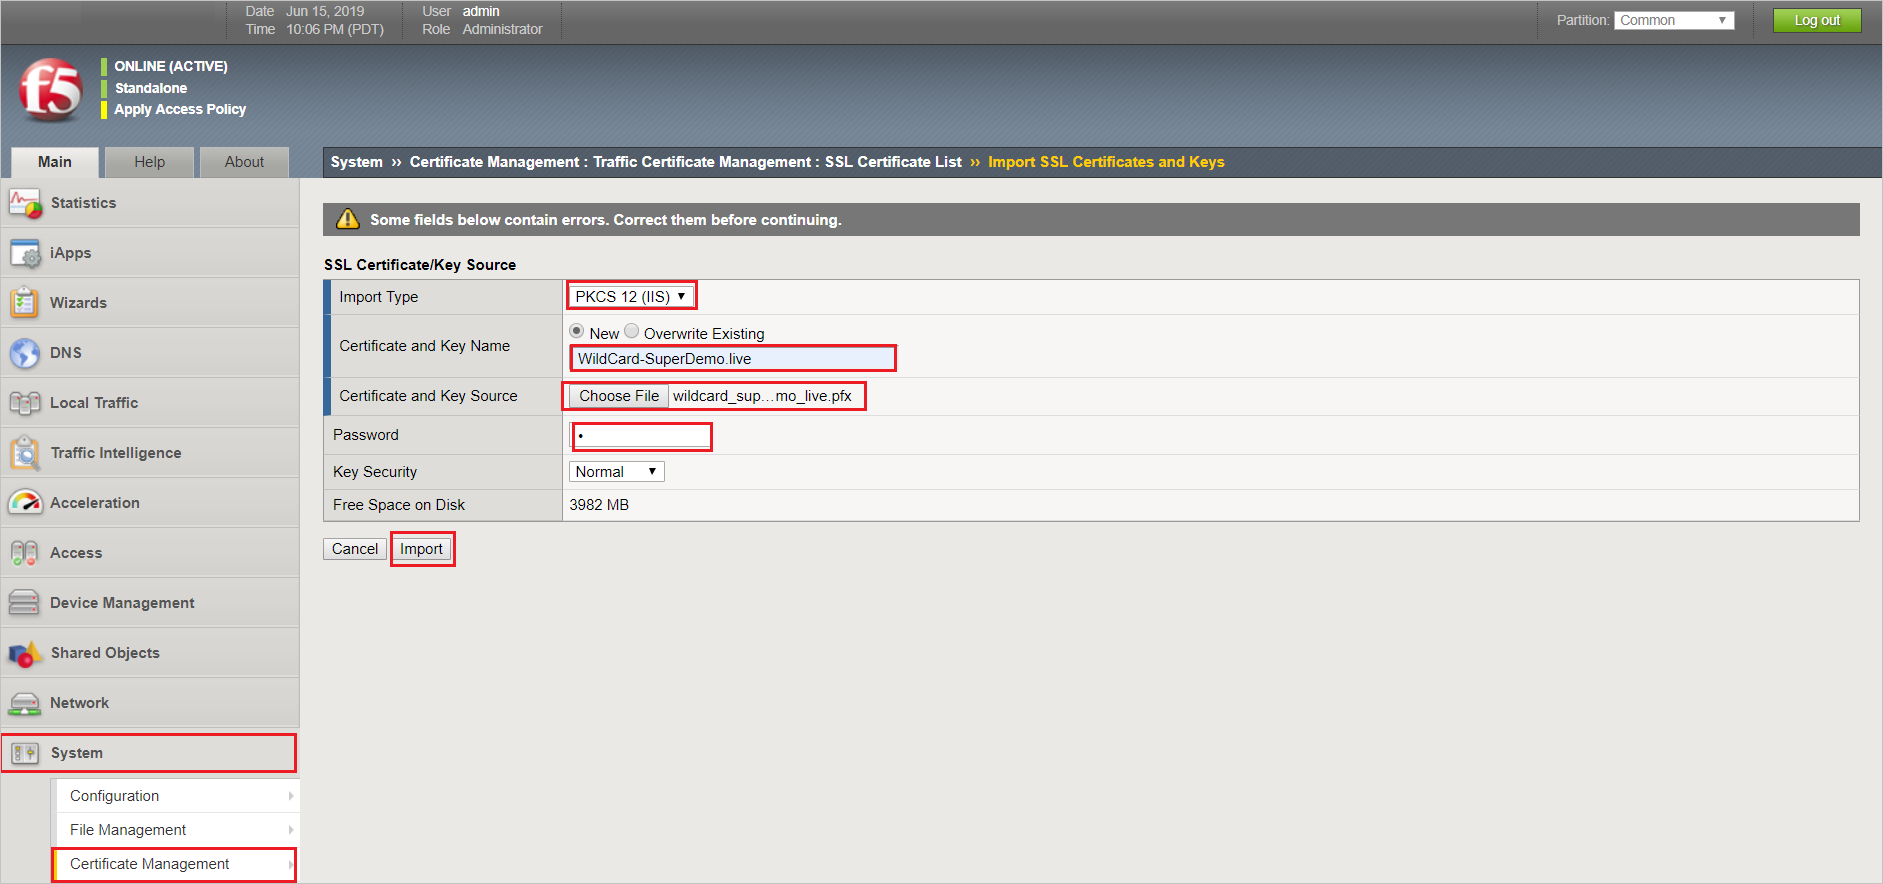 Date Jun 15, 2019
Time 10:06 PM (PDT)
User admin
Role Administrator
Partition: Common
Log out
f5
ONLINE (ACTIVE)
Standalone
Apply Access Policy
Main
Help
About
System ›› Certificate Management : Traffic Certificate Management : SSL Certificate List ›› Import SSL Certificates and Keys
Statistics
iApps
Wizards
DNS
Local Traffic
Traffic Intelligence
Acceleration
Access
Device Management
Shared Objects
Network
System
Configuration
File Management
Certificate Management
Some fields below contain errors. Correct them before continuing.
SSL Certificate/Key Source
Import Type PKCS 12 (IIS)
Certificate and Key Name New Overwrite Existing
WildCard-SuperDemo.live
Certificate and Key Source Choose File wildcard_sup...mo_live.pfx
Password •
Key Security Normal
Free Space on Disk 3982 MB
Cancel Import